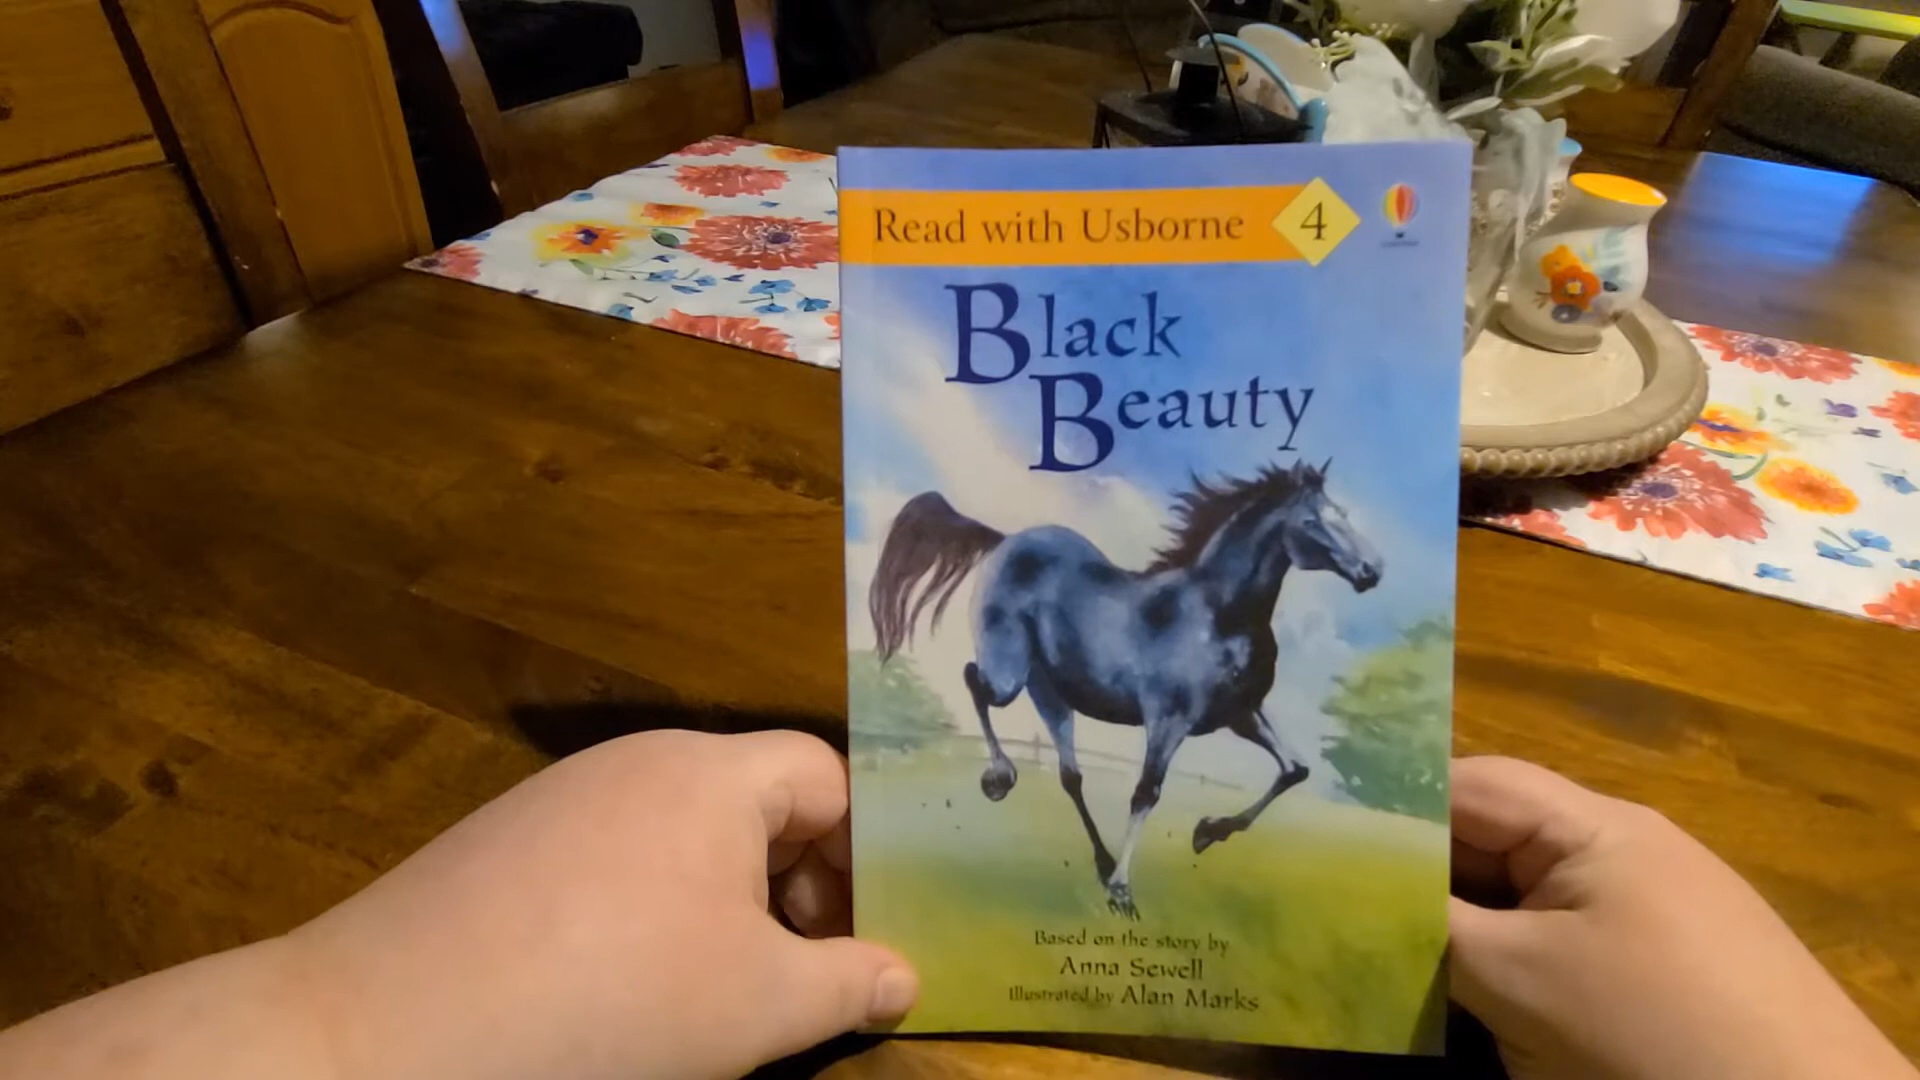 Read with Usborne 4
Black
Beauty
Based on the story by
Anna Sewell
Illustrated by Alan Marks